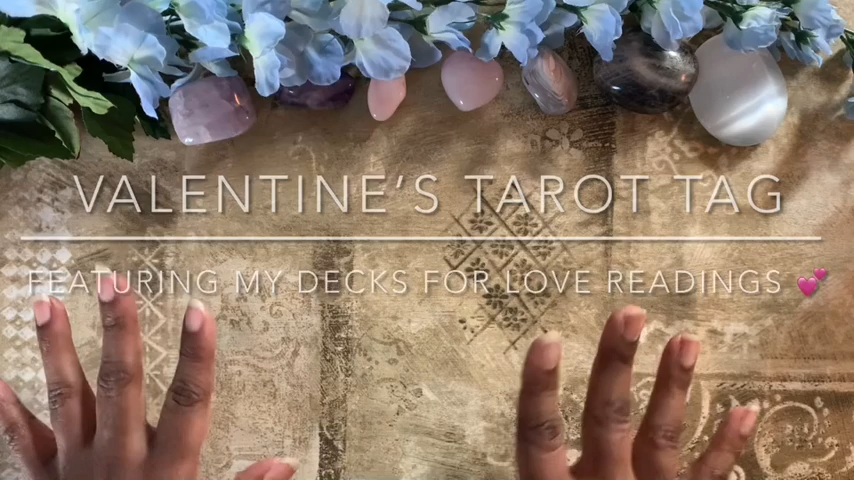 VALENTINE'S TAROT TAG
FEATURING MY DECKS FOR LOVE READINGS 💕